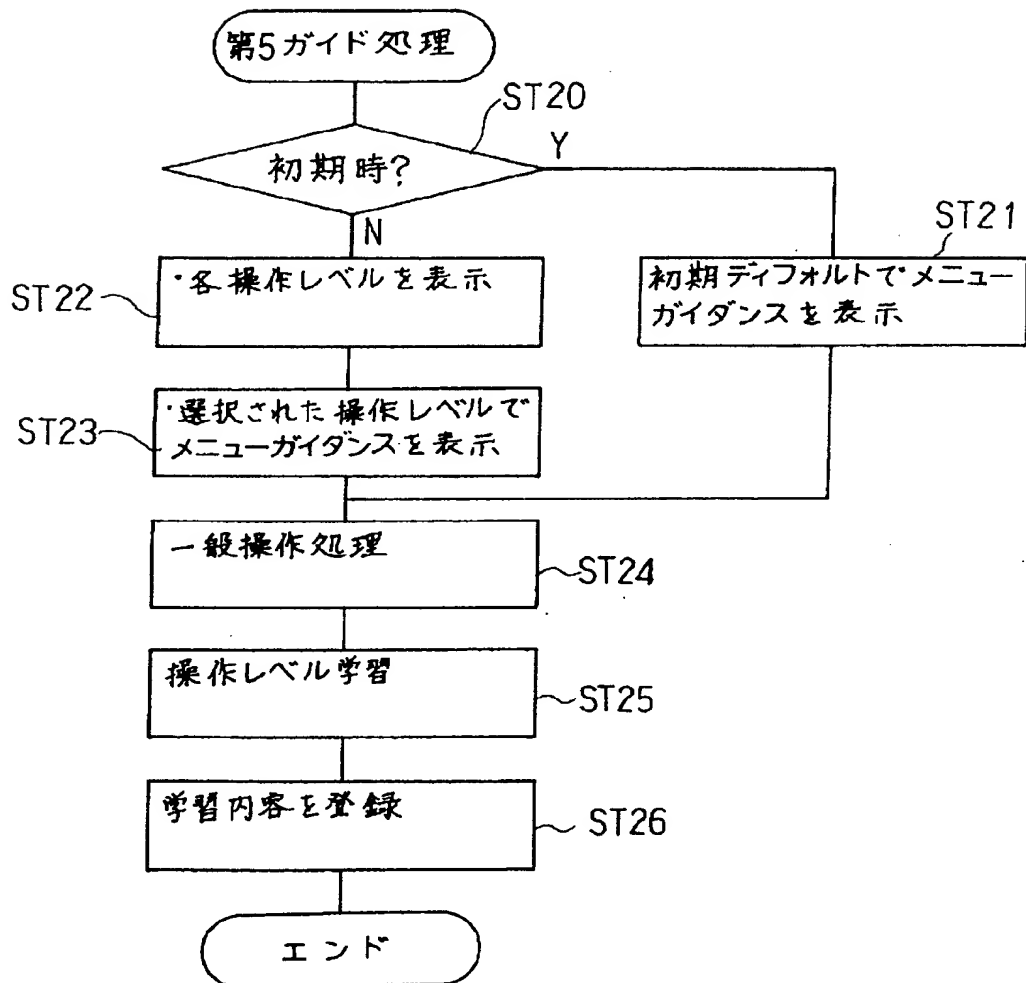 第5ガイド処理
ST20
初期時?
Y
N
ST21
ST22
・各操作レベルを表示
初期ディフォルトでメニュー
ガイダンスを表示
ST23
・選択された操作レベルで
メニューガイダンスを表示
一般操作処理
ST24
操作レベル学習
ST25
学習内容を登録
ST26
エンド